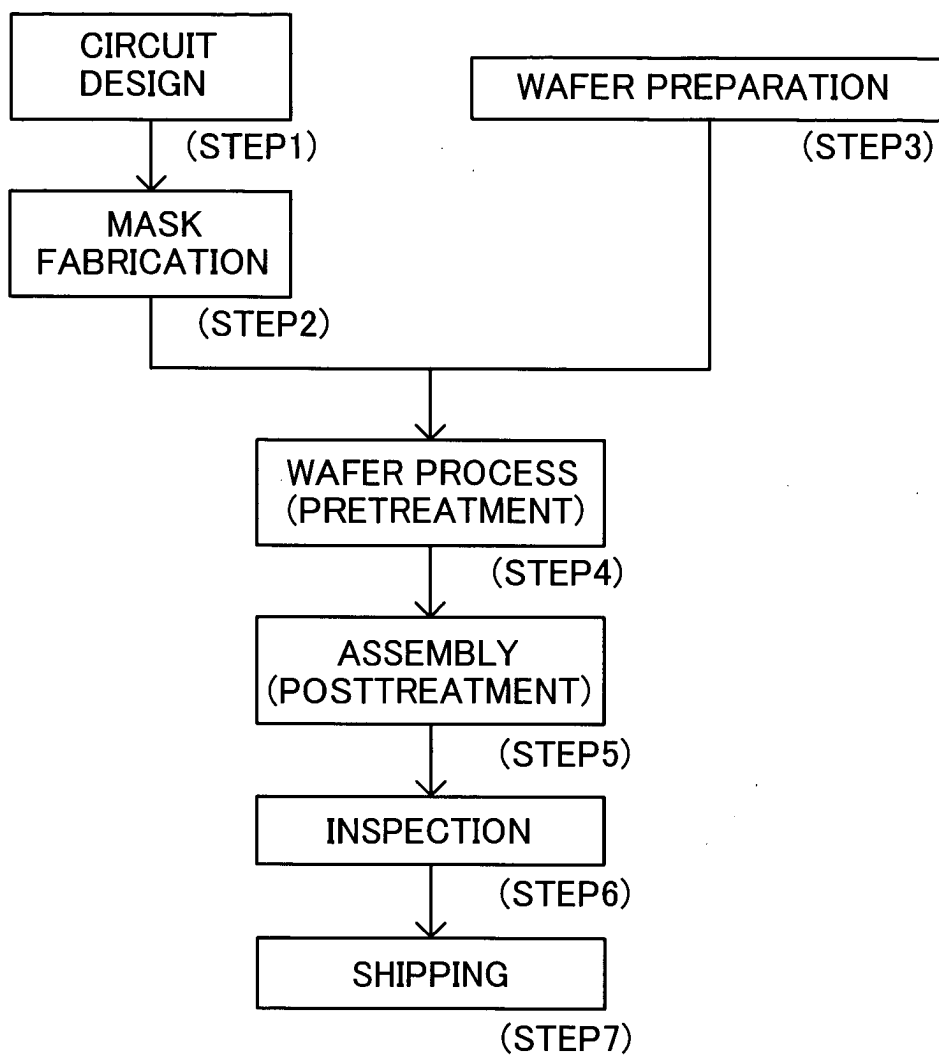 CIRCUIT
DESIGN
(STEP1)
MASK
FABRICATION
(STEP2)
WAFER PREPARATION
(STEP3)
WAFER PROCESS
(PRETREATMENT)
(STEP4)
ASSEMBLY
(POSTTREATMENT)
(STEP5)
INSPECTION
(STEP6)
SHIPPING
(STEP7)